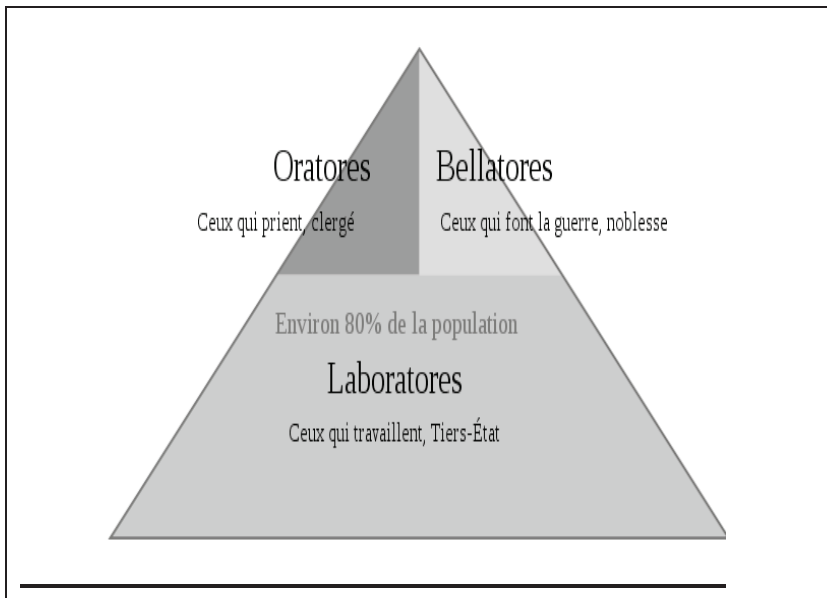 Oratores
Bellatores
Ceux qui prient, clergé
Ceux qui font la guerre, noblesse
Environ 80% de la population
Laboratores
Ceux qui travaillent, Tiers-État